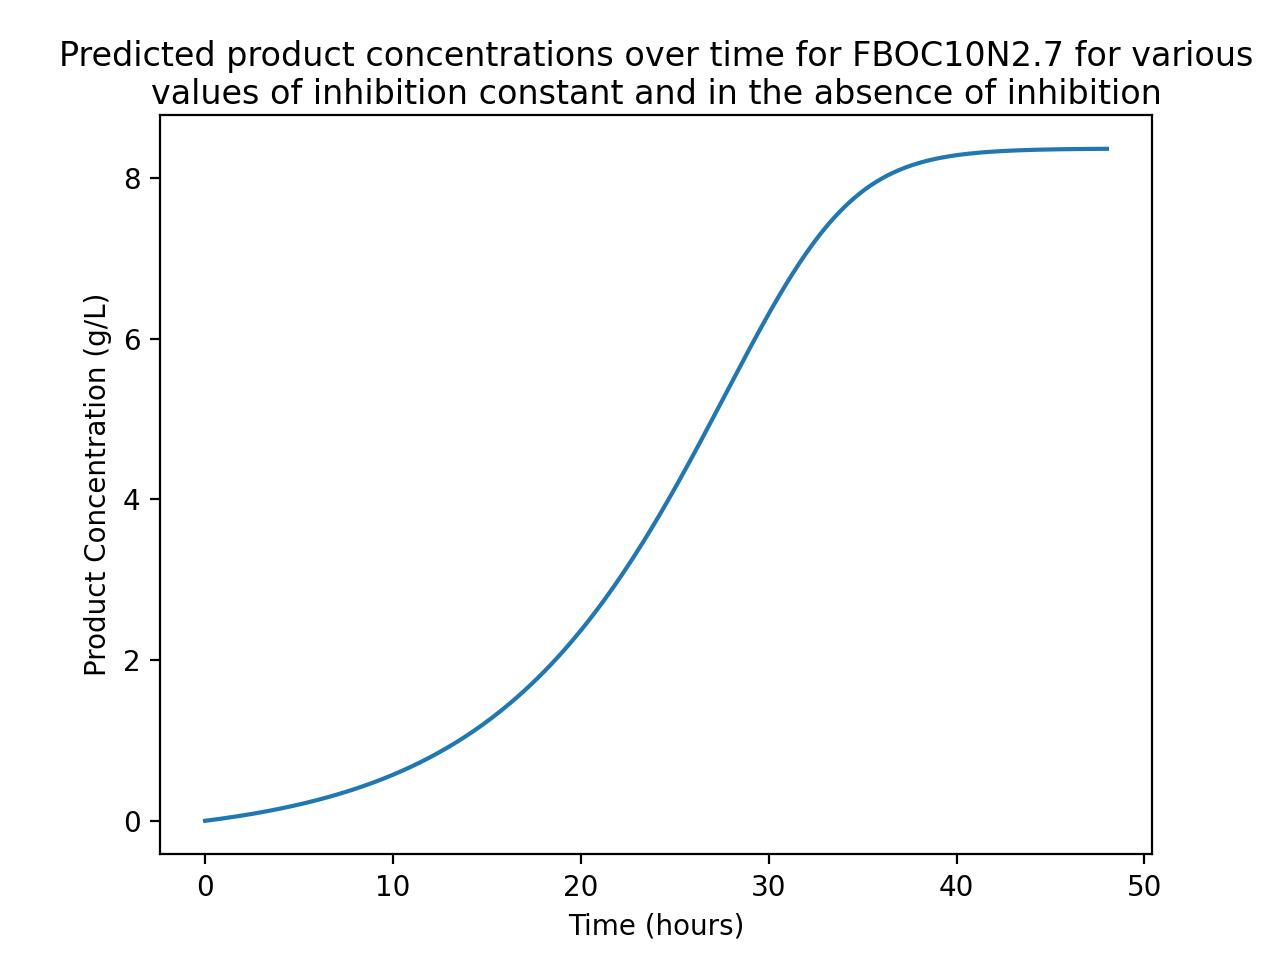 Predicted product concentrations over time for FBOC10N2.7 for various
values of inhibition constant and in the absence of inhibition
Product Concentration (g/L)
8
6
4
2
0
0 10 20 30 40 50
Time (hours)